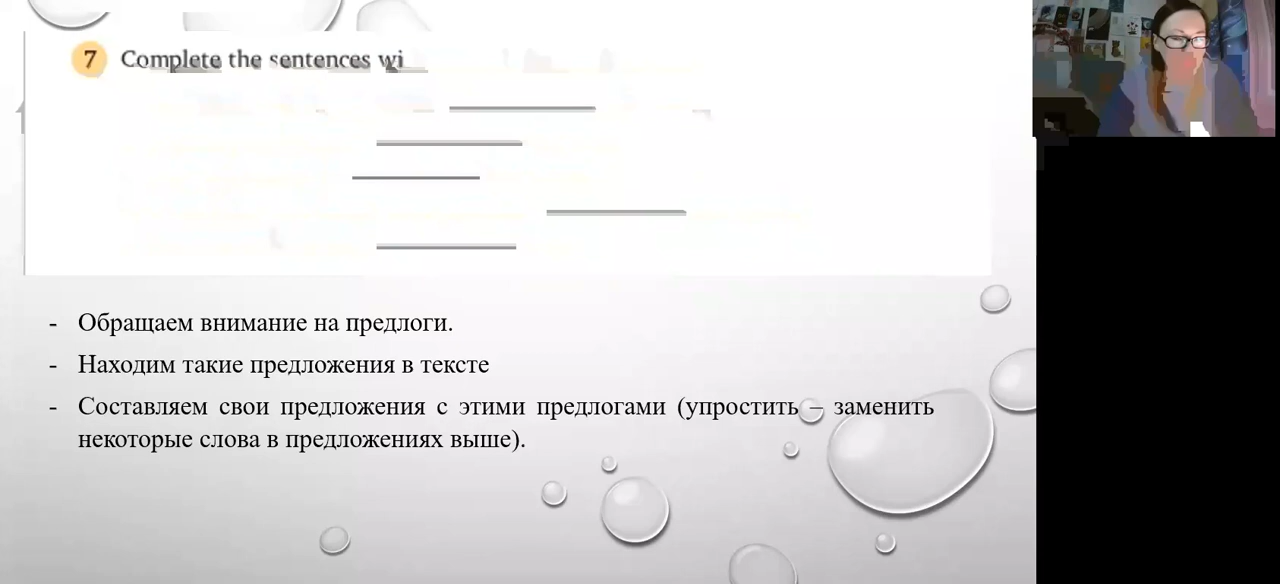 7 Complete the sentences wi
- Обращаем внимание на предлоги.
- Находим такие предложения в тексте
- Составляем свои предложения с этими предлогами (упростить – заменить
некоторые слова в предложениях выше).